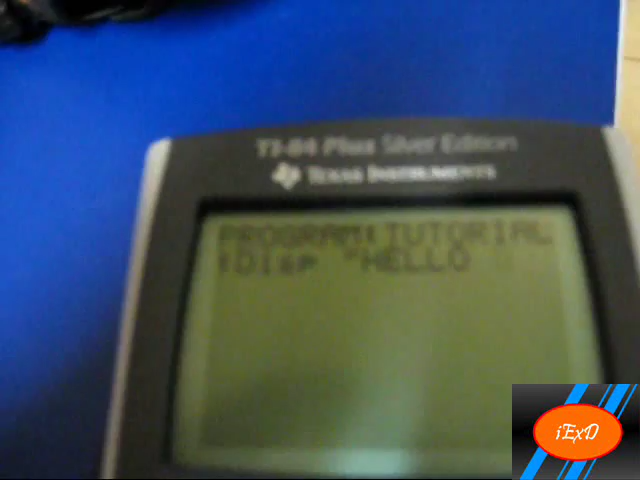 TI-84 Plus Silver Edition
TEXAS INSTRUMENTS
PROGRAM:TUTORIAL
:Disp "HELLO
iExD